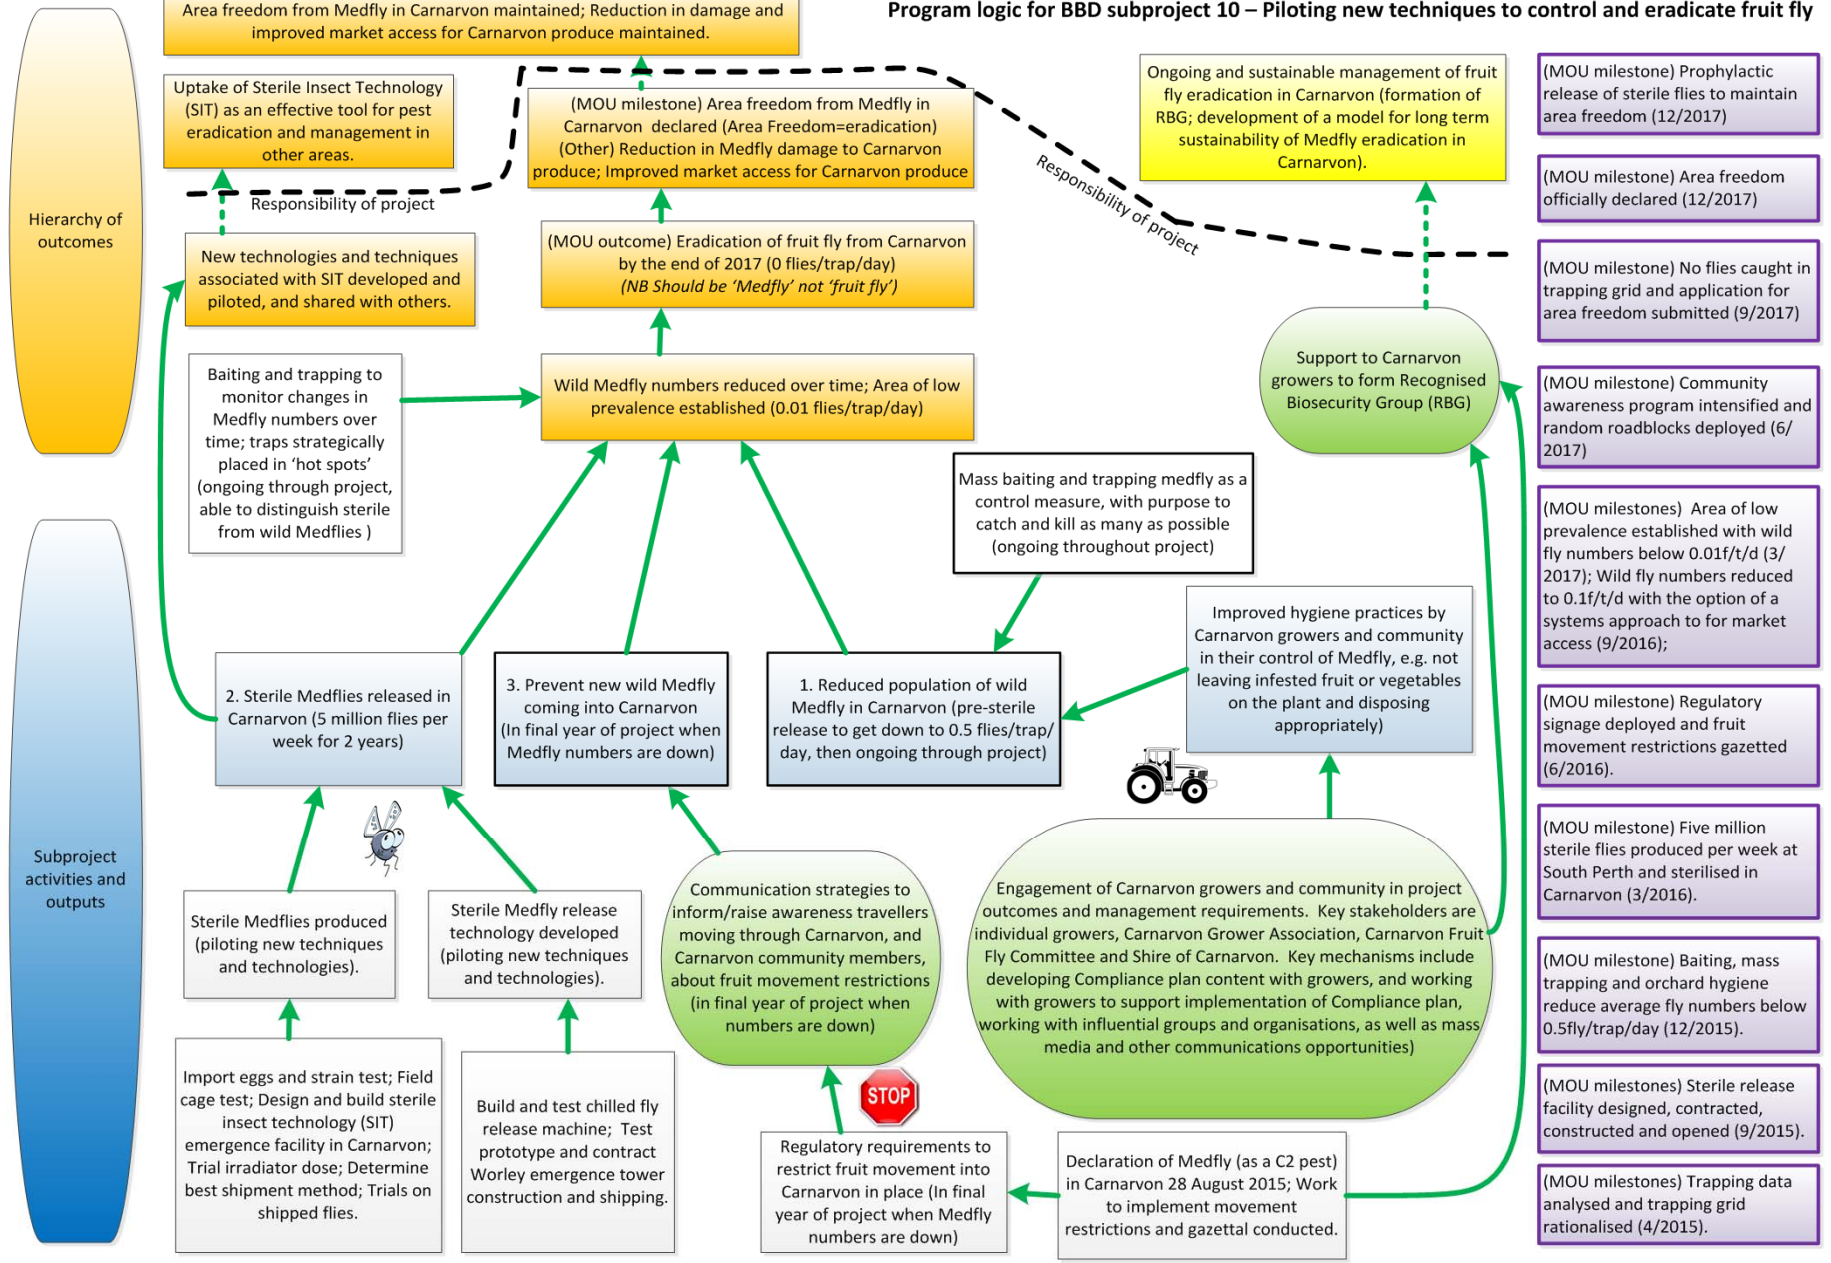 Program logic for BBD subproject 10 – Piloting new techniques to control and eradicate fruit fly
Area freedom from Medfly in Carnarvon maintained; Reduction in damage and
improved market access for Carnarvon produce maintained.
Hierarchy of
outcomes
Uptake of Sterile Insect Technology
(SIT) as an effective tool for pest
eradication and management in
other areas.
(MOU milestone) Area freedom from Medfly in
Carnarvon declared (Area Freedom=eradication)
(Other) Reduction in Medfly damage to Carnarvon
produce; Improved market access for Carnarvon produce
Ongoing and sustainable management of fruit
fly eradication in Carnarvon (formation of
RBG; development of a model for long term
sustainability of Medfly eradication in
Carnarvon).
Responsibility of project
Responsibility of project
New technologies and techniques
associated with SIT developed and
piloted, and shared with others.
(MOU outcome) Eradication of fruit fly from Carnarvon
by the end of 2017 (0 flies/trap/day)
(NB Should be ‘Medfly’ not ‘fruit fly’)
Baiting and trapping to
monitor changes in
Medfly numbers over
time; traps strategically
placed in ‘hot spots’
(ongoing through project,
able to distinguish sterile
from wild Medflies )
Wild Medfly numbers reduced over time; Area of low
prevalence established (0.01 flies/trap/day)
Support to Carnarvon
growers to form Recognised
Biosecurity Group (RBG)
Mass baiting and trapping medfly as a
control measure, with purpose to
catch and kill as many as possible
(ongoing throughout project)
Subproject
activities and
outputs
2. Sterile Medflies released in
Carnarvon (5 million flies per
week for 2 years)
3. Prevent new wild Medfly
coming into Carnarvon
(In final year of project when
Medfly numbers are down)
1. Reduced population of wild
Medfly in Carnarvon (pre-sterile
release to get down to 0.5 flies/trap/
day, then ongoing through project)
Improved hygiene practices by
Carnarvon growers and community
in their control of Medfly, e.g. not
leaving infested fruit or vegetables
on the plant and disposing
appropriately)
Sterile Medflies produced
(piloting new techniques
and technologies).
Sterile Medfly release
technology developed
(piloting new techniques
and technologies).
Communication strategies to
inform/raise awareness travellers
moving through Carnarvon, and
Carnarvon community members,
about fruit movement restrictions
(in final year of project when
numbers are down)
Engagement of Carnarvon growers and community in project
outcomes and management requirements. Key stakeholders are
individual growers, Carnarvon Grower Association, Carnarvon Fruit
Fly Committee and Shire of Carnarvon. Key mechanisms include
developing Compliance plan content with growers, and working
with growers to support implementation of Compliance plan,
working with influential groups and organisations, as well as mass
media and other communications opportunities)
Import eggs and strain test; Field
cage test; Design and build sterile
insect technology (SIT)
emergence facility in Carnarvon;
Trial irradiator dose; Determine
best shipment method; Trials on
shipped flies.
Build and test chilled fly
release machine; Test
prototype and contract
Worley emergence tower
construction and shipping.
STOP
Regulatory requirements to
restrict fruit movement into
Carnarvon in place (In final
year of project when Medfly
numbers are down)
Declaration of Medfly (as a C2 pest)
in Carnarvon 28 August 2015; Work
to implement movement
restrictions and gazettal conducted.
(MOU milestone) Prophylactic
release of sterile flies to maintain
area freedom (12/2017)
(MOU milestone) Area freedom
officially declared (12/2017)
(MOU milestone) No flies caught in
trapping grid and application for
area freedom submitted (9/2017)
(MOU milestone) Community
awareness program intensified and
random roadblocks deployed (6/
2017)
(MOU milestones) Area of low
prevalence established with wild
fly numbers below 0.01f/t/d (3/
2017); Wild fly numbers reduced
to 0.1f/t/d with the option of a
systems approach to for market
access (9/2016);
(MOU milestone) Regulatory
signage deployed and fruit
movement restrictions gazetted
(6/2016).
(MOU milestone) Five million
sterile flies produced per week at
South Perth and sterilised in
Carnarvon (3/2016).
(MOU milestone) Baiting, mass
trapping and orchard hygiene
reduce average fly numbers below
0.5fly/trap/day (12/2015).
(MOU milestones) Sterile release
facility designed, contracted,
constructed and opened (9/2015).
(MOU milestones) Trapping data
analysed and trapping grid
rationalised (4/2015).